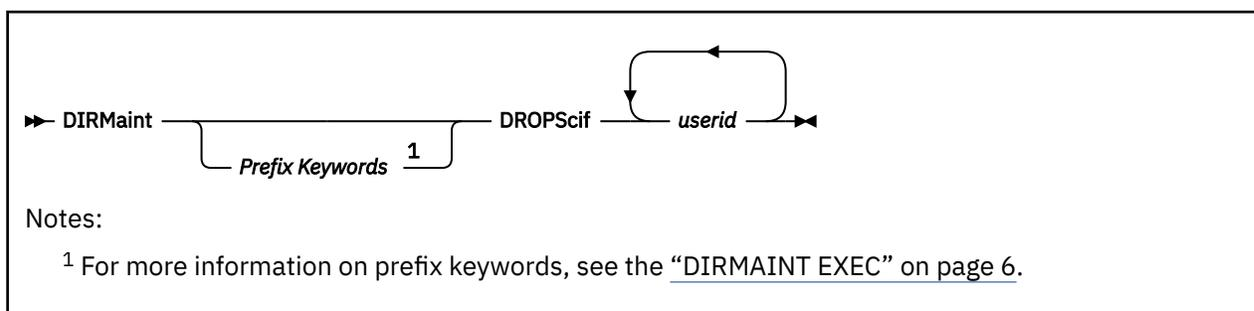 DIRMaint DROPScif userid
Prefix Keywords 1
Notes:
1 For more information on prefix keywords, see the “DIRMAINT EXEC” on page 6.